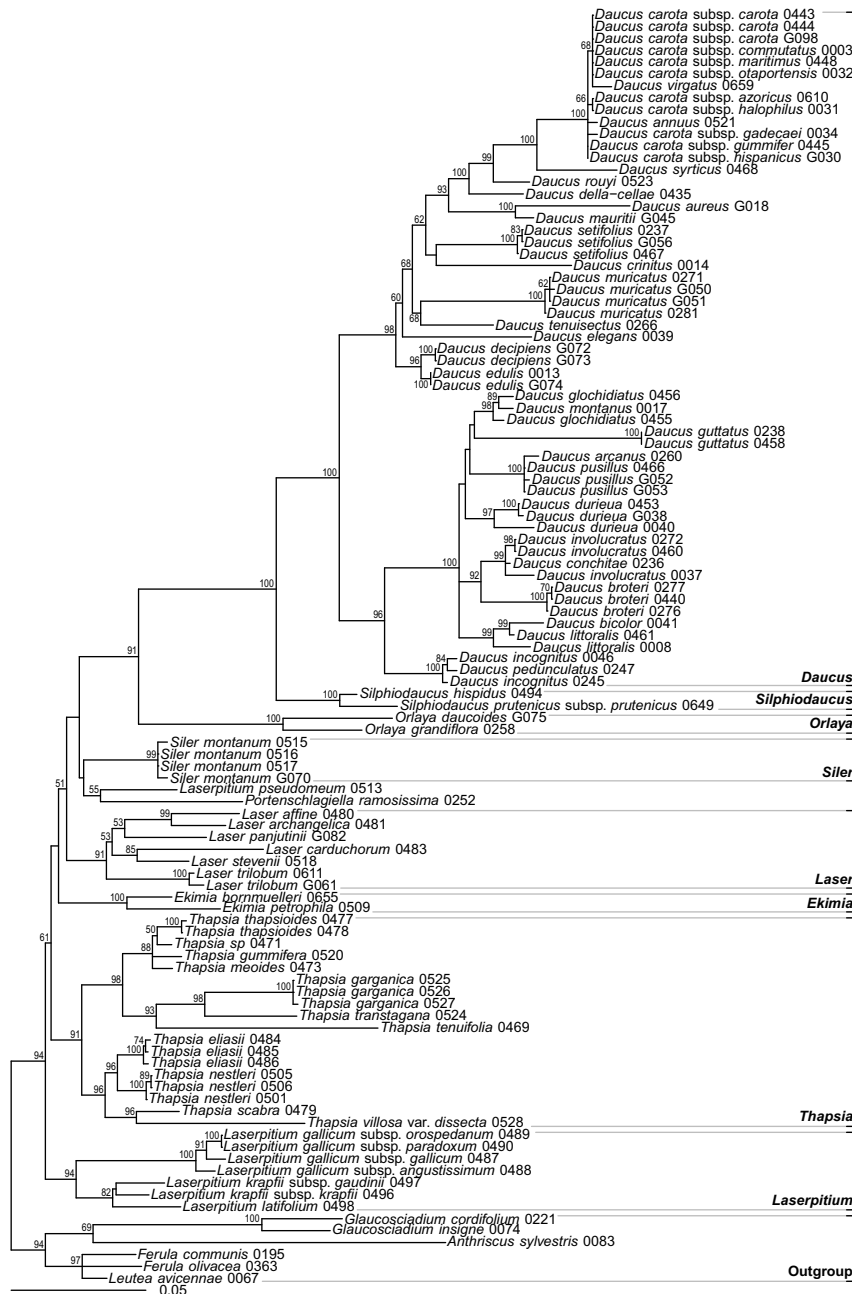 Daucus carota subsp. carota 0443
Daucus carota subsp. carota 0444
Daucus carota subsp. carota G098
68
Daucus carota subsp. commutatus 0003
Daucus carota subsp. maritimus 0448
Daucus carota subsp. otaportensis 0032
Daucus virgatus 0659
66
Daucus carota subsp. azoricus 0610
Daucus carota subsp. halophilus 0031
100
Daucus annuus 0521
Daucus carota subsp. gadecaei 0034
Daucus carota subsp. gummifer 0445
100
Daucus carota subsp. hispanicus G030
99
Daucus syrticus 0468
100
Daucus rouyi 0523
93
Daucus della−cellae 0435
100
Daucus aureus G018
Daucus mauritii G045
62
83
Daucus setifolius 0237
100
Daucus setifolius G056
Daucus setifolius 0467
68
Daucus crinitus 0014
62
Daucus muricatus 0271
Daucus muricatus G050
60
100
Daucus muricatus G051
68
Daucus muricatus 0281
Daucus tenuisectus 0266
98
Daucus elegans 0039
100
Daucus decipiens G072
96
Daucus decipiens G073
Daucus edulis 0013
100
Daucus edulis G074
89
Daucus glochidiatus 0456
98
Daucus montanus 0017
Daucus glochidiatus 0455
100
Daucus guttatus 0238
Daucus guttatus 0458
Daucus arcanus 0260
100
Daucus pusillus 0466
100
Daucus pusillus G052
Daucus pusillus G053
100
Daucus durieua 0453
97
Daucus durieua G038
Daucus durieua 0040
98
Daucus involucratus 0272
Daucus involucratus 0460
99
Daucus conchitae 0236
100
92
Daucus involucratus 0037
70
Daucus broteri 0277
100
Daucus broteri 0440
100
96
Daucus broteri 0276
99
Daucus bicolor 0041
99
Daucus littoralis 0461
Daucus littoralis 0008
84
Daucus incognitus 0046
100
Daucus pedunculatus 0247
Daucus incognitus 0245
Daucus
91
100
Silphiodaucus hispidus 0494
Silphiodaucus prutenicus subsp. prutenicus 0649
Silphiodaucus
100
Orlaya daucoides G075
Orlaya grandiflora 0258
Orlaya
Siler montanum 0515
99
Siler montanum 0516
Siler montanum 0517
Siler montanum G070
Siler
51
55
Laserpitium pseudomeum 0513
Portenschlagiella ramosissima 0252
99
Laser affine 0480
53
Laser archangelica 0481
53
Laser panjutinii G082
85
Laser carduchorum 0483
91
Laser stevenii 0518
100
Laser trilobum 0611
Laser trilobum G061
Laser
100
Ekimia bornmuelleri 0655
Ekimia petrophila 0509
Ekimia
100
Thapsia thapsioides 0477
50
Thapsia thapsioides 0478
61
88
Thapsia sp 0471
Thapsia gummifera 0520
Thapsia meoides 0473
98
Thapsia garganica 0525
100
Thapsia garganica 0526
98
Thapsia garganica 0527
93
Thapsia transtagana 0524
Thapsia tenuifolia 0469
91
74
Thapsia eliasii 0484
100
Thapsia eliasii 0485
94
96
Thapsia eliasii 0486
89
Thapsia nestleri 0505
100
Thapsia nestleri 0506
96
Thapsia nestleri 0501
96
Thapsia scabra 0479
Thapsia villosa var. dissecta 0528
Thapsia
100
Laserpitium gallicum subsp. orospedanum 0489
91
Laserpitium gallicum subsp. paradoxum 0490
100
Laserpitium gallicum subsp. gallicum 0487
94
Laserpitium gallicum subsp. angustissimum 0488
Laserpitium krapfii subsp. gaudinii 0497
82
Laserpitium krapfii subsp. krapfii 0496
Laserpitium latifolium 0498
Laserpitium
100
Glaucosciadium cordifolium 0221
69
Glaucosciadium insigne 0074
94
Anthriscus sylvestris 0083
Ferula communis 0195
97
Ferula olivacea 0363
Leutea avicennae 0067
Outgroup
0.05